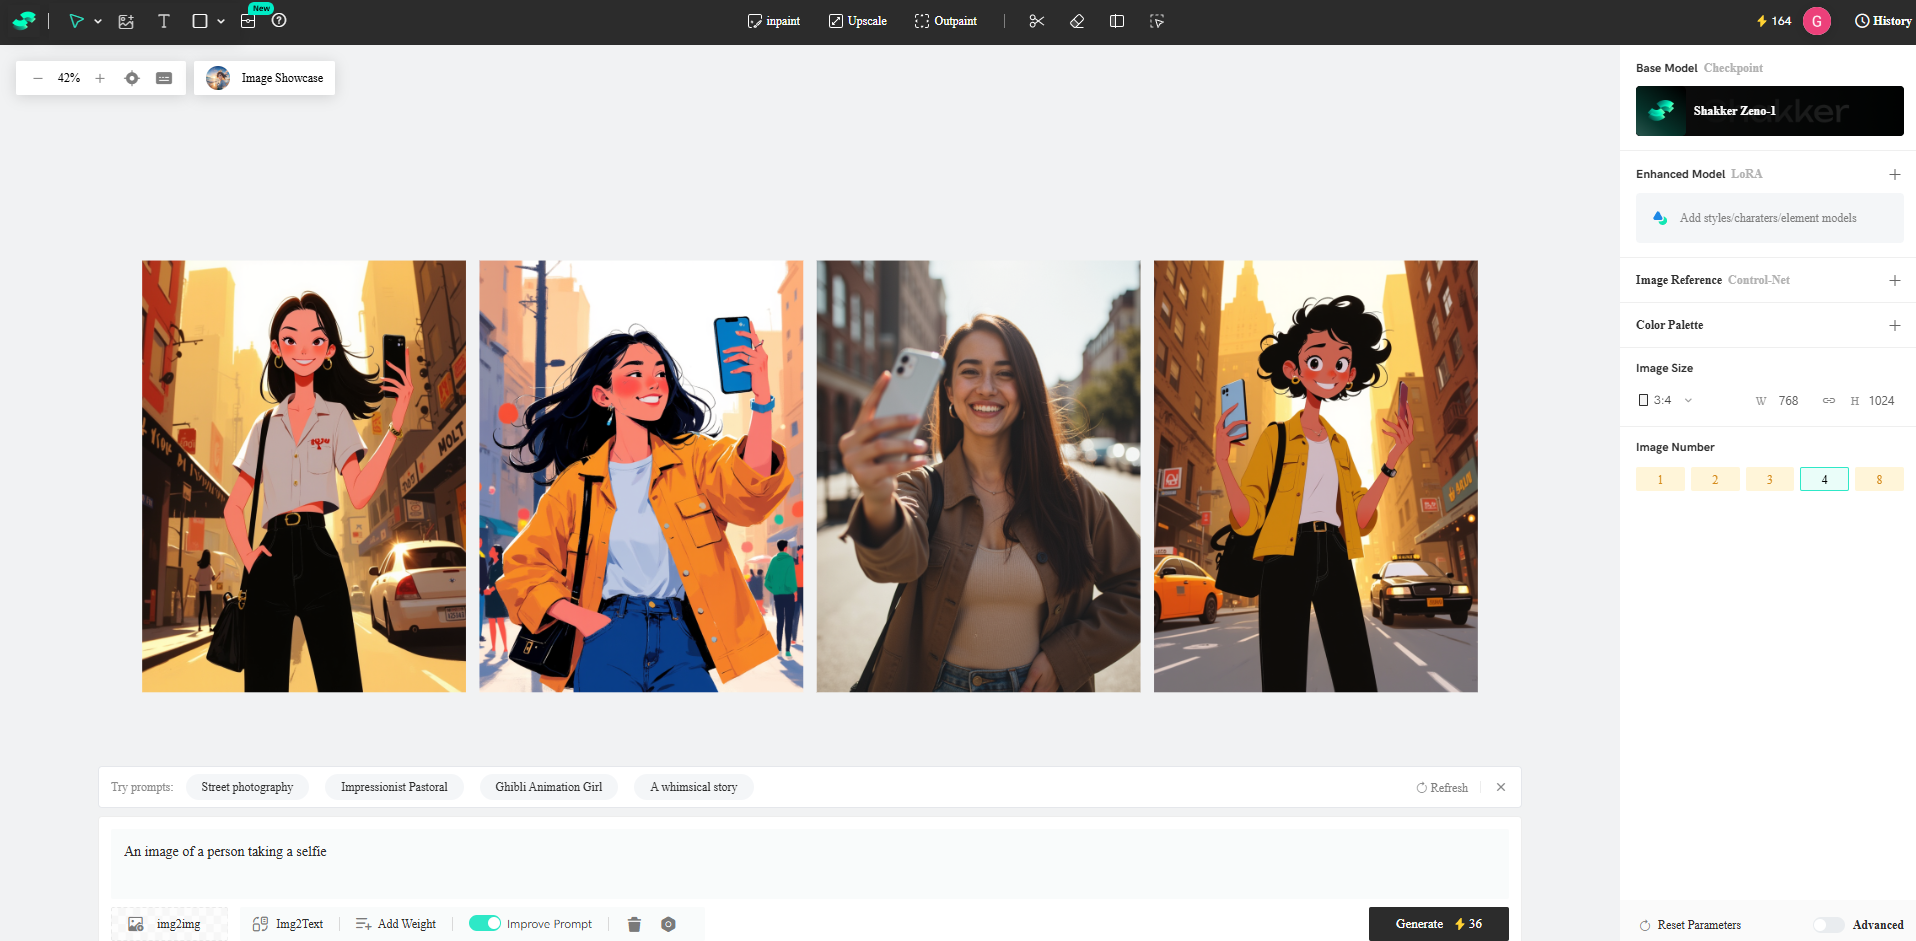 New
inpaint
Upscale
Outpaint
164
G
History
42%
Image Showcase
Base Model Checkpoint
Shakker Zeno-1
Enhanced Model LoRA
Add styles/charaters/element models
Image Reference Control-Net
Color Palette
Image Size
3:4 W 768 H 1024
Image Number
1 2 3 4 8
MOLT
Try prompts: Street photography Impressionist Pastoral Ghibli Animation Girl A whimsical story Refresh
An image of a person taking a selfie
img2img Img2Text Add Weight Improve Prompt Generate 36
Reset Parameters Advanced